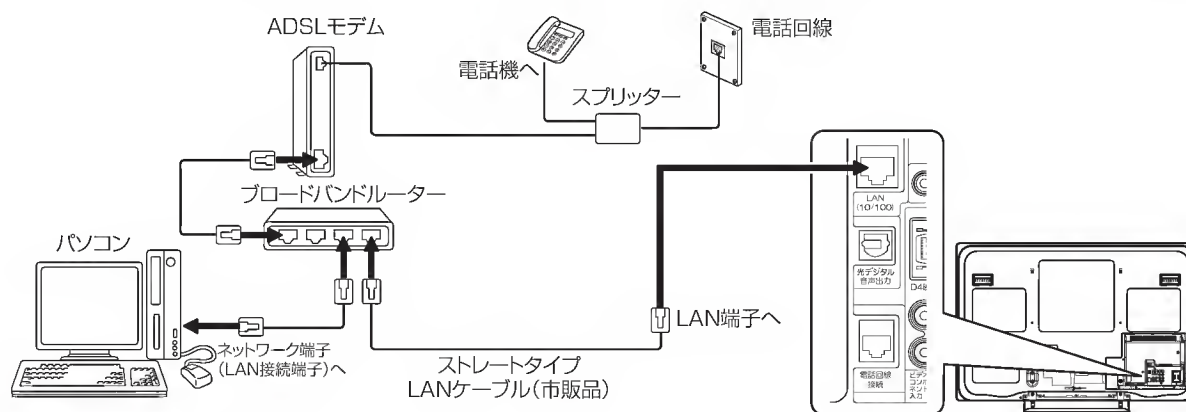 ADSLモデム
電話機へ
電話回線
スプリッター
ブロードバンドルーター
パソコン
ネットワーク端子
(LAN接続端子)へ
ストレートタイプ
LANケーブル(市販品)
LAN端子へ
LAN
(10/100)
光デジタル
音声出力
電話回線
接続